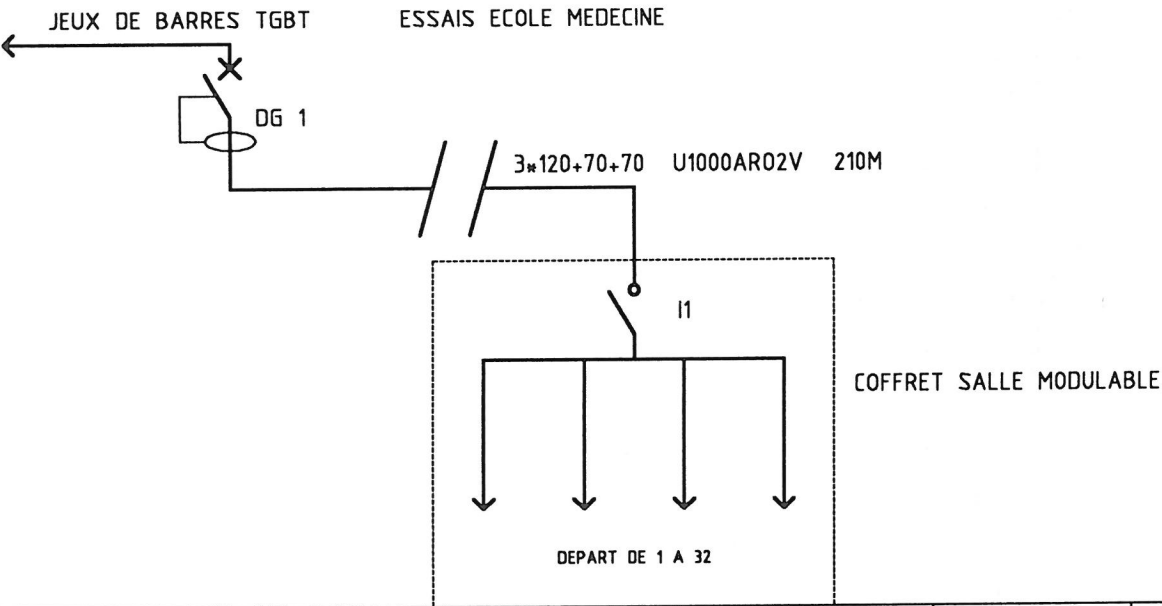 JEUX DE BARRES TGBT
ESSAIS ECOLE MEDECINE
DG 1
3*120+70+70 U1000AR02V 210M
I1
COFFRET SALLE MODULABLE
DEPART DE 1 A 32